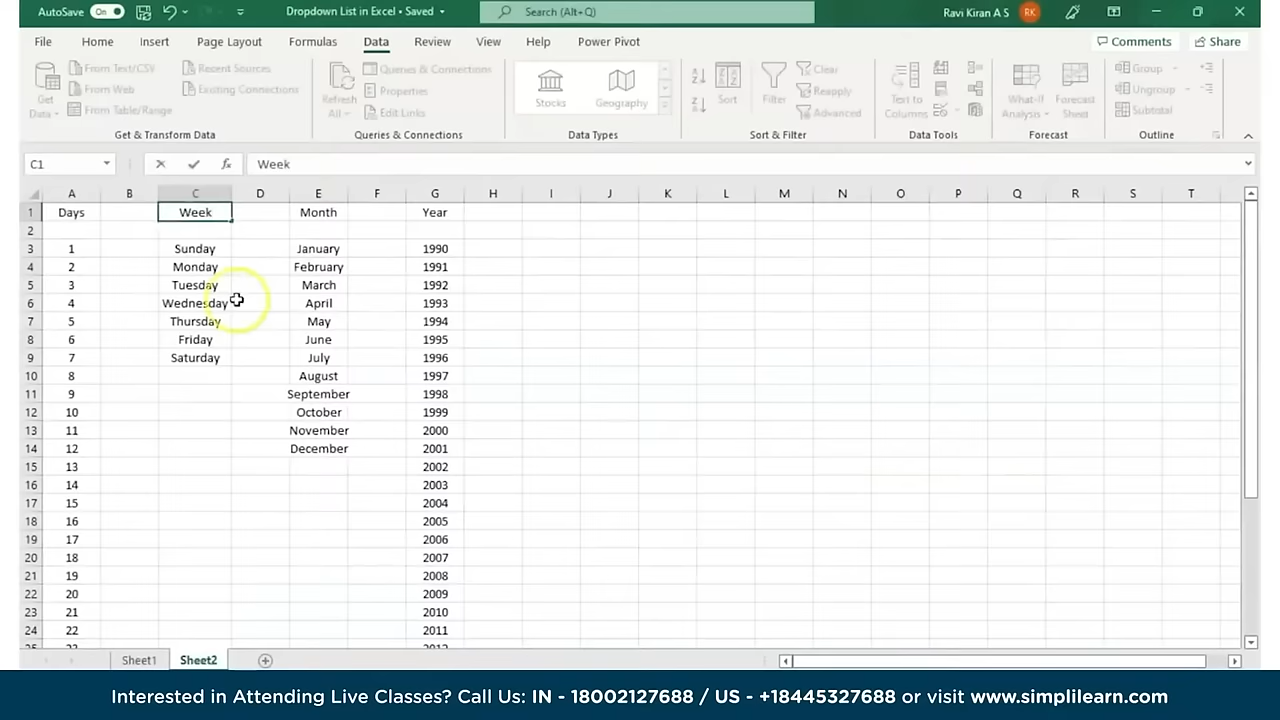 AutoSave On Dropdown List in Excel • Saved Search (Alt+Q) Ravi Kiran A S RK
File Home Insert Page Layout Formulas Data Review View Help Power Pivot Comments Share
Get Data From Text/CSV From Web From Table/Range Recent Sources Existing Connections
Get & Transform Data
Refresh All Queries & Connections Properties Edit Links
Queries & Connections
Stocks Geography
Data Types
Sort Filter Clear Reapply Advanced
Sort & Filter
Text to Columns
Data Tools
What-If Analysis Forecast Sheet
Forecast
Group Ungroup Subtotal
Outline
C1 fx Week
A B C D E F G H I J K L M N O P Q R S T
1 Days Week Month Year
2
3 1 Sunday January 1990
4 2 Monday February 1991
5 3 Tuesday March 1992
6 4 Wednesday April 1993
7 5 Thursday May 1994
8 6 Friday June 1995
9 7 Saturday July 1996
10 8 August 1997
11 9 September 1998
12 10 October 1999
13 11 November 2000
14 12 December 2001
15 13 2002
16 14 2003
17 15 2004
18 16 2005
19 17 2006
20 18 2007
21 19 2008
22 20 2009
23 21 2010
24 22 2011
Sheet1 Sheet2
Interested in Attending Live Classes? Call Us: IN - 18002127688 / US - +18445327688 or visit www.simplilearn.com